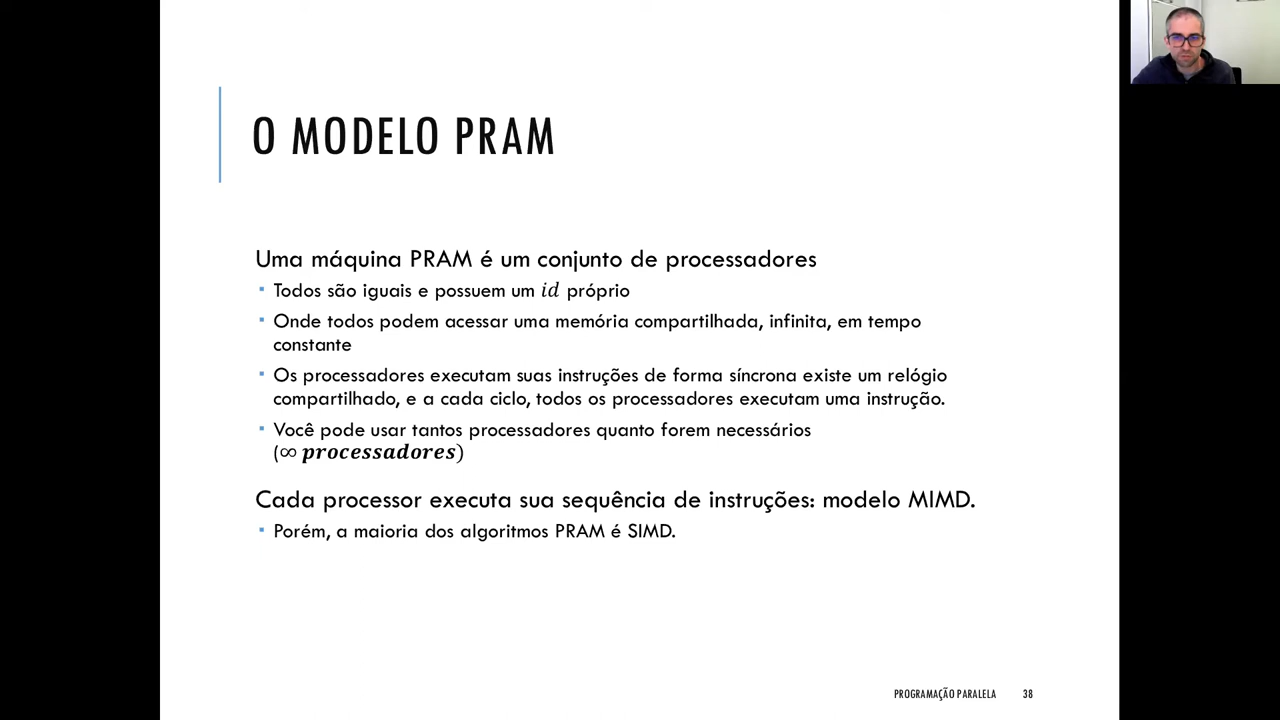 O MODELO PRAM
Uma máquina PRAM é um conjunto de processadores
▪ Todos são iguais e possuem um id próprio
▪ Onde todos podem acessar uma memória compartilhada, infinita, em tempo
constante
▪ Os processadores executam suas instruções de forma síncrona existe um relógio
compartilhado, e a cada ciclo, todos os processadores executam uma instrução.
▪ Você pode usar tantos processadores quanto forem necessários
(∞ processadores)
Cada processor executa sua sequência de instruções: modelo MIMD.
▪ Porém, a maioria dos algoritmos PRAM é SIMD.
PROGRAMAÇÃO PARALELA 38